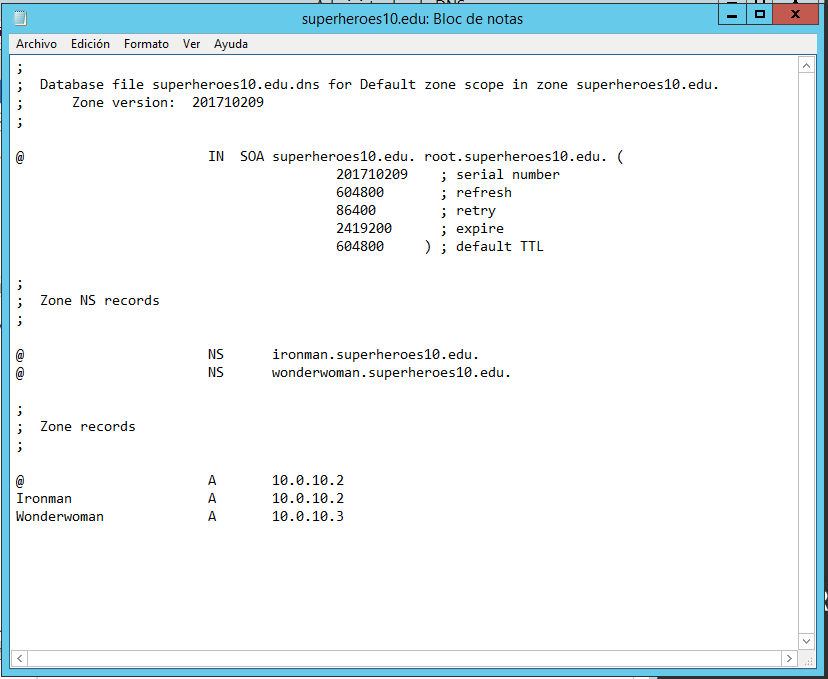 superheroes10.edu: Bloc de notas
Archivo Edición Formato Ver Ayuda
;
;  Database file superheroes10.edu.dns for Default zone scope in zone superheroes10.edu.
;      Zone version:  201710209
;
@                       IN  SOA superheroes10.edu. root.superheroes10.edu. (
                                        201710209    ; serial number
                                        604800       ; refresh
                                        86400        ; retry
                                        2419200      ; expire
                                        604800     ) ; default TTL
;
;  Zone NS records
;
@                       NS      ironman.superheroes10.edu.
@                       NS      wonderwoman.superheroes10.edu.
;
;  Zone records
;
@                       A       10.0.10.2
Ironman                 A       10.0.10.2
Wonderwoman             A       10.0.10.3